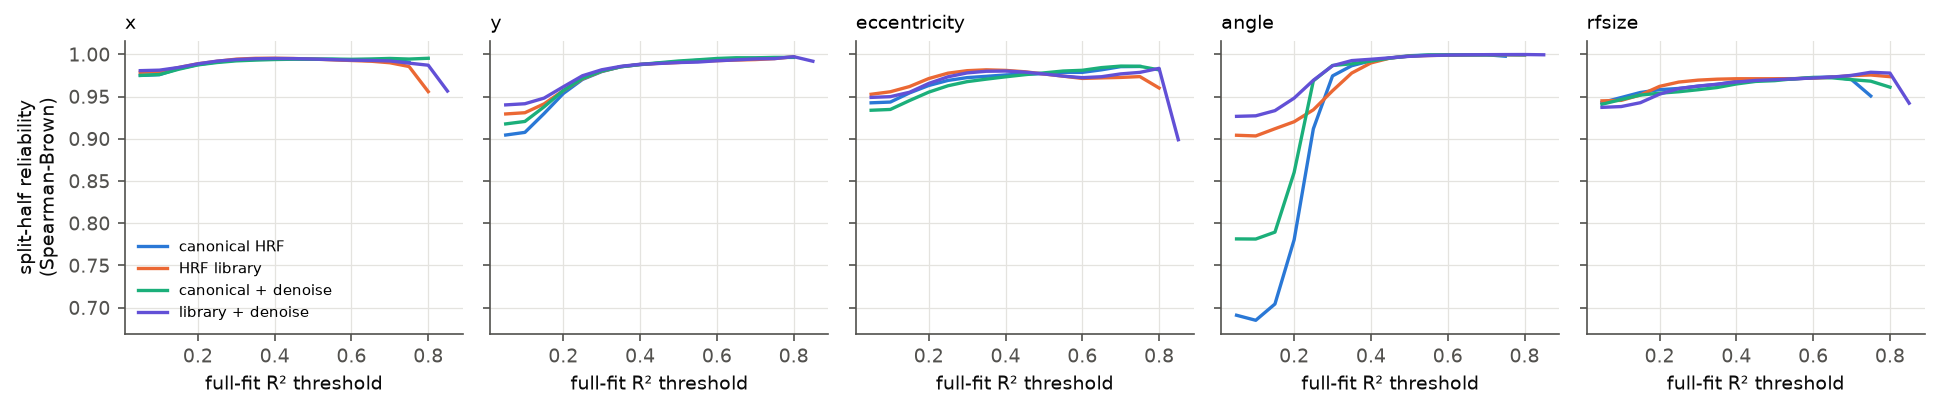 x
y
eccentricity
angle
rfsize
split-half reliability
(Spearman-Brown)
1.00
0.95
0.90
0.85
0.80
0.75
0.70
canonical HRF
HRF library
canonical + denoise
library + denoise
0.2 0.4 0.6 0.8
0.2 0.4 0.6 0.8
0.2 0.4 0.6 0.8
0.2 0.4 0.6 0.8
0.2 0.4 0.6 0.8
full-fit R² threshold
full-fit R² threshold
full-fit R² threshold
full-fit R² threshold
full-fit R² threshold